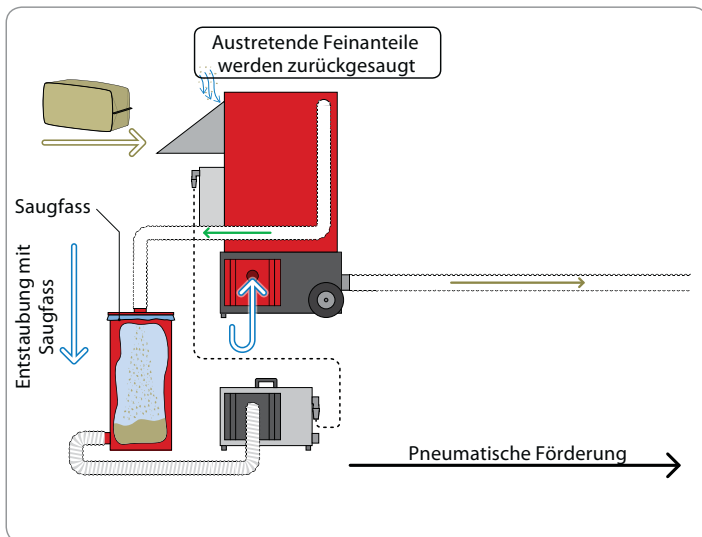 Austretende Feinanteile
werden zurückgesaugt
Saugfass
Entstaubung mit
Saugfass
Pneumatische Förderung